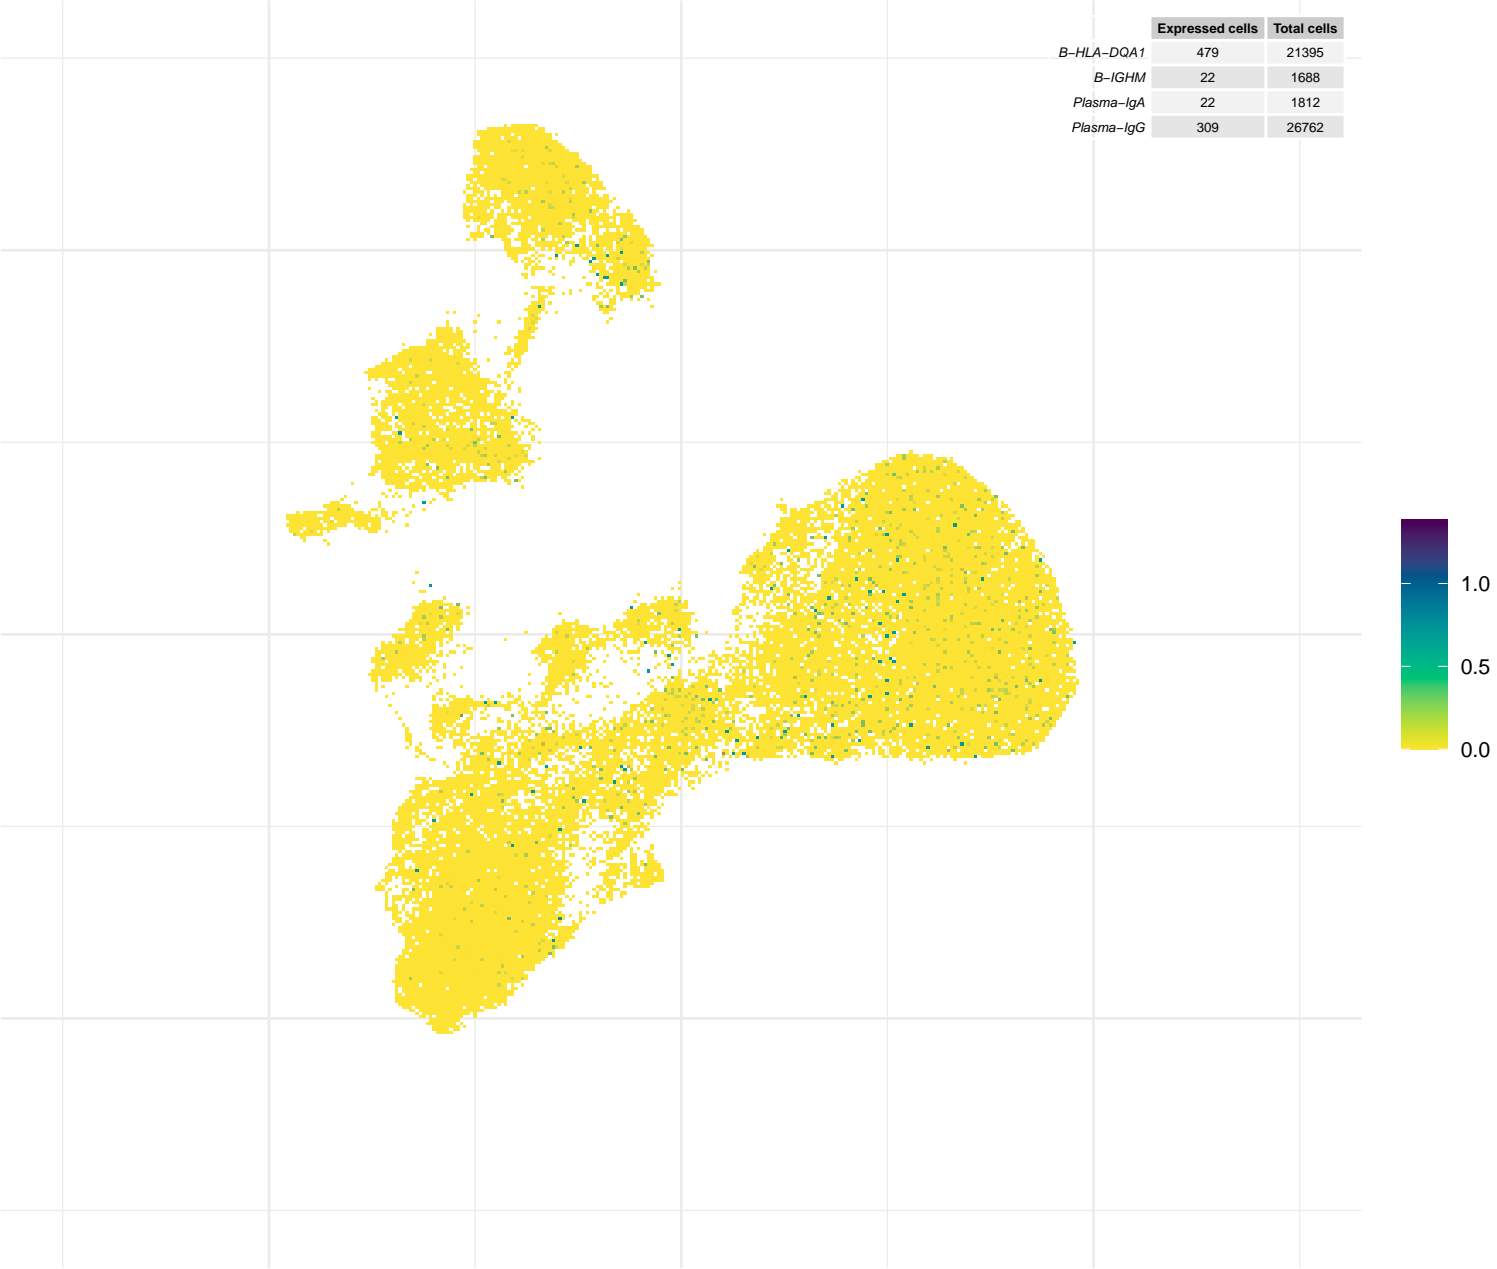 Expressed cells Total cells
B−HLA−DQA1 479 21395
B−IGHM 22 1688
Plasma−IgA 22 1812
Plasma−IgG 309 26762
1.0
0.5
0.0